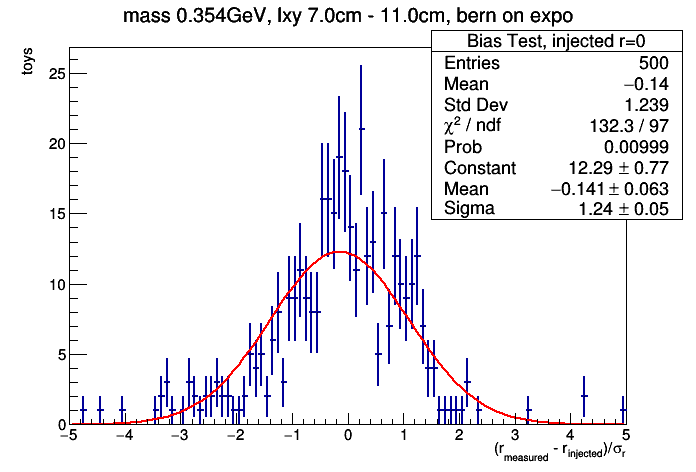 mass 0.354GeV, lxy 7.0cm - 11.0cm, bern on expo
Bias Test, injected r=0
Entries 500
Mean −0.14
Std Dev 1.239
χ² / ndf 132.3 / 97
Prob 0.00999
Constant 12.29 ± 0.77
Mean −0.141 ± 0.063
Sigma 1.24 ± 0.05
toys
25
20
15
10
5
0
−5 −4 −3 −2 −1 0 1 2 3 4 5
(r_measured - r_injected)/σ_r